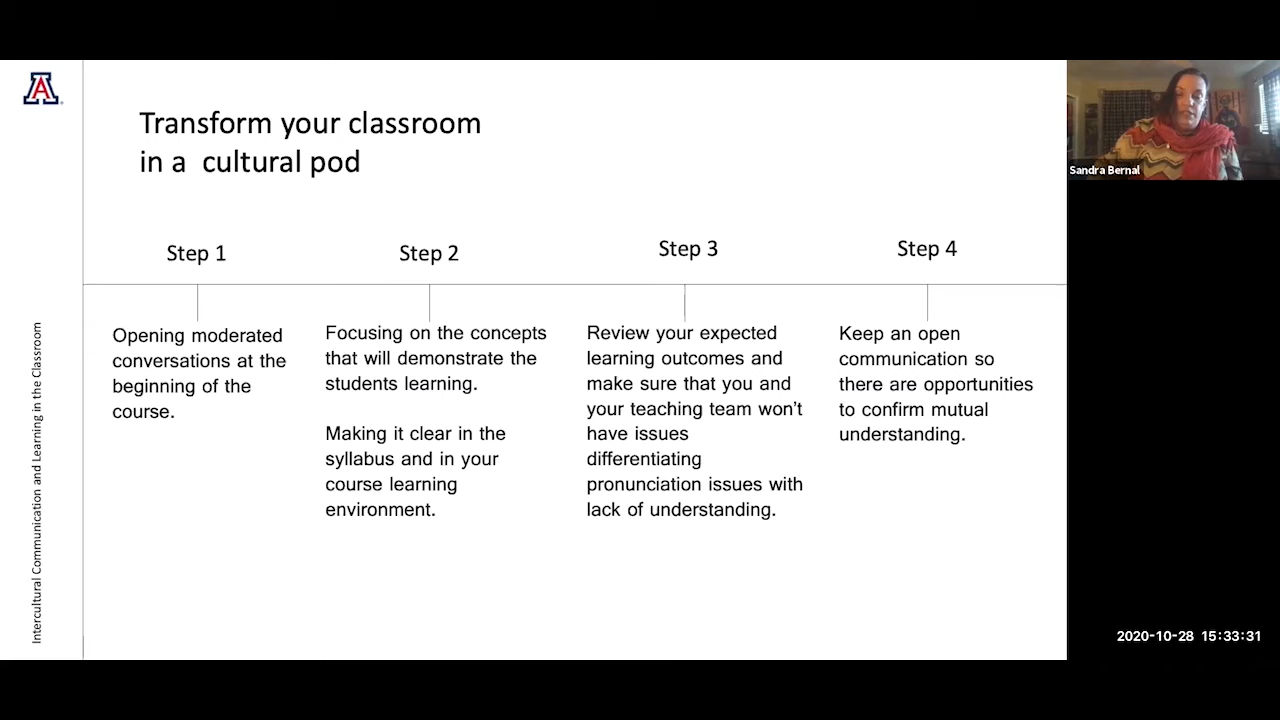 A
Transform your classroom
in a cultural pod
Sandra Bernal
Step 1
Step 2
Step 3
Step 4
Opening moderated
conversations at the
beginning of the
course.
Focusing on the concepts
that will demonstrate the
students learning.
Making it clear in the
syllabus and in your
course learning
environment.
Review your expected
learning outcomes and
make sure that you and
your teaching team won't
have issues
differentiating
pronunciation issues with
lack of understanding.
Keep an open
communication so
there are opportunities
to confirm mutual
understanding.
Intercultural Communication and Learning in the Classroom
2020-10-28 15:33:31